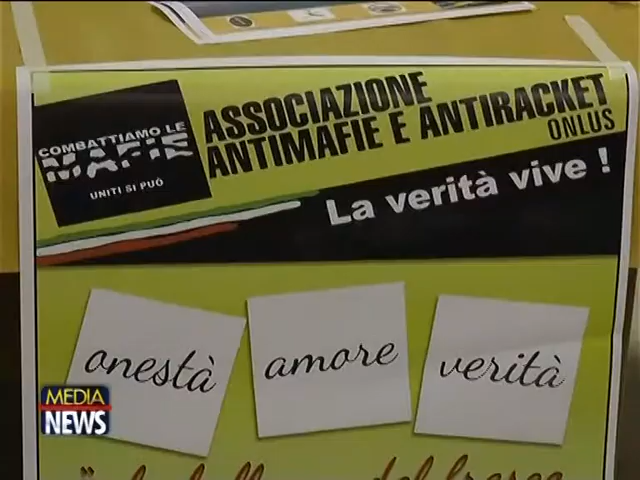 COMBATTIAMO LE
MAFIE
UNITI SI PUÒ
ASSOCIAZIONE
ANTIMAFIE E ANTIRACKET
ONLUS
La verità vive !
onestà
amore
verità
MEDIA
NEWS